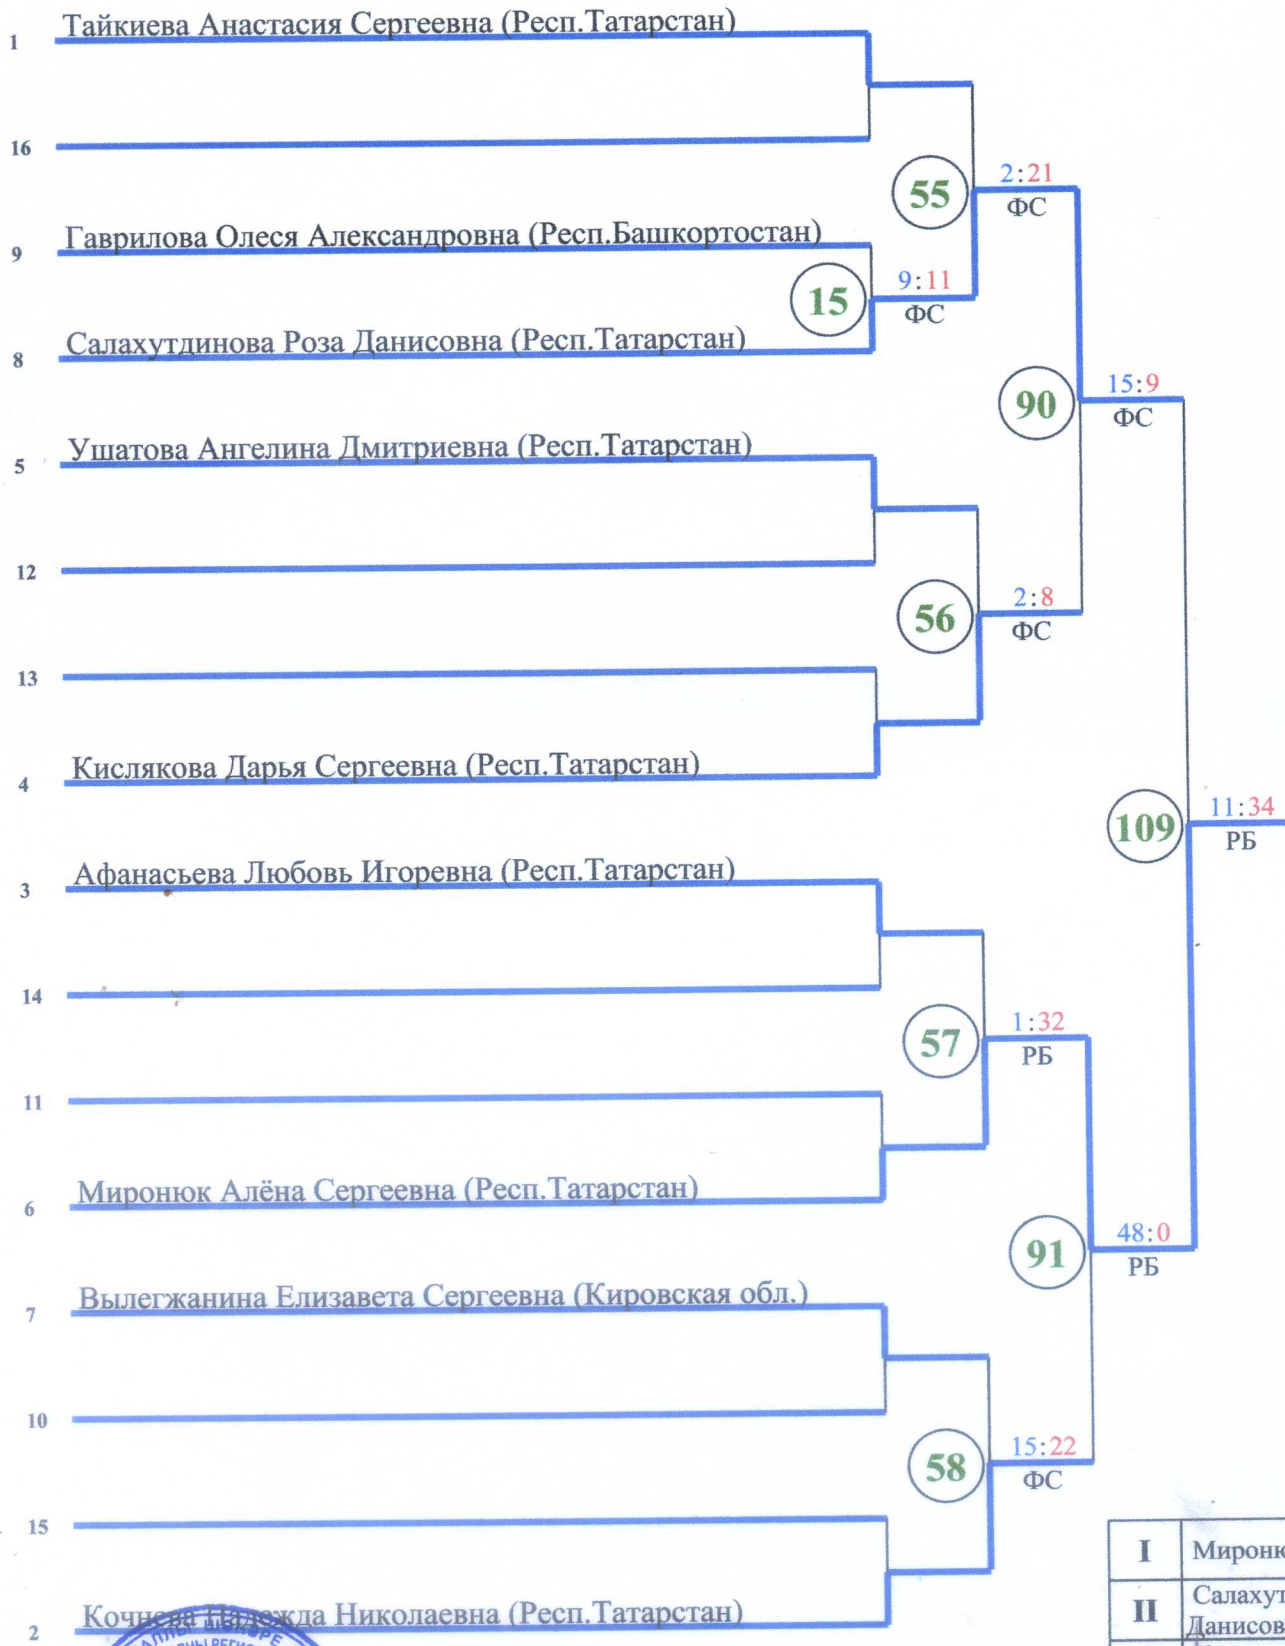 1 Тайкиева Анастасия Сергеевна (Респ.Татарстан)
16
55
2:21
ФС
9 Гаврилова Олеся Александровна (Респ.Башкортостан)
15
9:11
ФС
8 Салахутдинова Роза Данисовна (Респ.Татарстан)
90
15:9
ФС
5 Ушатова Ангелина Дмитриевна (Респ.Татарстан)
12
56
2:8
ФС
13
4 Кислякова Дарья Сергеевна (Респ.Татарстан)
109
11:34
РБ
3 Афанасьева Любовь Игоревна (Респ.Татарстан)
14
57
1:32
РБ
11
6 Миронюк Алёна Сергеевна (Респ.Татарстан)
91
48:0
РБ
7 Вылегжанина Елизавета Сергеевна (Кировская обл.)
10
58
15:22
ФС
15
I Миронк
II Салахут
Данисов
2 Кочнева Надежда Николаевна (Респ.Татарстан)